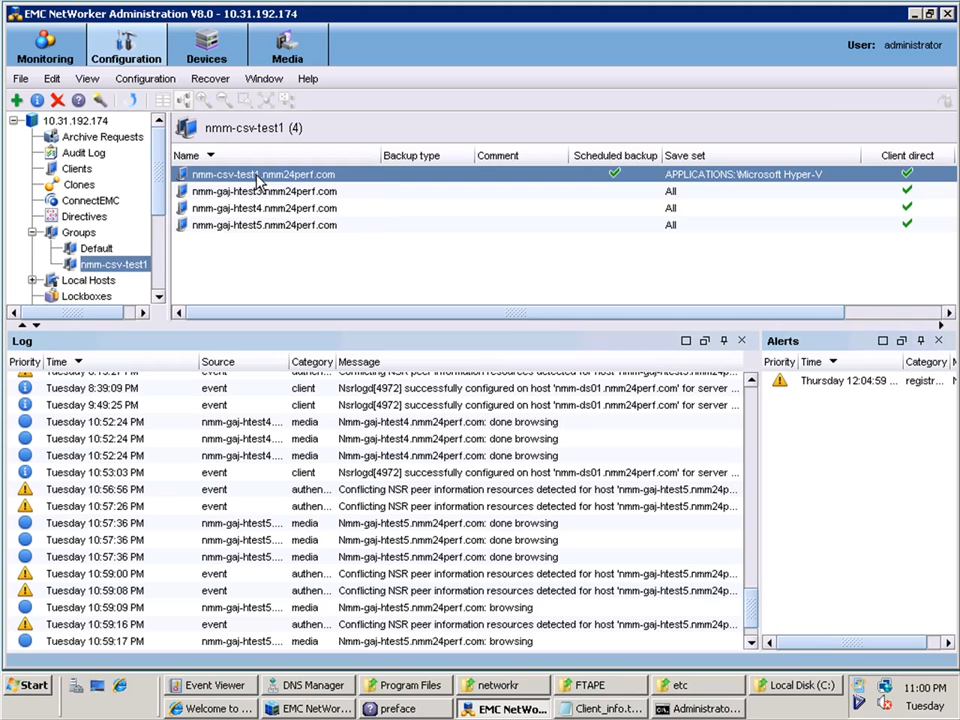 EMC NetWorker Administration V8.0 - 10.31.192.174
Monitoring
Configuration
Devices
Media
User: administrator
File Edit View Configuration Recover Window Help
10.31.192.174
Archive Requests
Audit Log
Clients
Clones
ConnectEMC
Directives
Groups
Default
nmm-csv-test1
Local Hosts
Lockboxes
nmm-csv-test1 (4)
Name Backup type Comment Scheduled backup Save set Client direct
nmm-csv-test1.nmm24perf.com APPLICATIONS:\Microsoft Hyper-V
nmm-gaj-htest3.nmm24perf.com All
nmm-gaj-htest4.nmm24perf.com All
nmm-gaj-htest5.nmm24perf.com All
Log
Priority Time Source Category Message
Tuesday 8:39:09 PM event client Nsrlogd[4972] successfully configured on host 'nmm-ds01.nmm24perf.com' for server ...
Tuesday 9:49:25 PM event client Nsrlogd[4972] successfully configured on host 'nmm-ds01.nmm24perf.com' for server ...
Tuesday 10:52:24 PM nmm-gaj-htest4.... media Nmm-gaj-htest4.nmm24perf.com: done browsing
Tuesday 10:52:24 PM nmm-gaj-htest4.... media Nmm-gaj-htest4.nmm24perf.com: done browsing
Tuesday 10:52:24 PM nmm-gaj-htest4.... media Nmm-gaj-htest4.nmm24perf.com: done browsing
Tuesday 10:53:03 PM event client Nsrlogd[4972] successfully configured on host 'nmm-ds01.nmm24perf.com' for server ...
Tuesday 10:56:56 PM event authen... Conflicting NSR peer information resources detected for host 'nmm-gaj-htest5.nmm24p...
Tuesday 10:57:26 PM event authen... Conflicting NSR peer information resources detected for host 'nmm-gaj-htest5.nmm24p...
Tuesday 10:57:36 PM nmm-gaj-htest5.... media Nmm-gaj-htest5.nmm24perf.com: done browsing
Tuesday 10:57:36 PM nmm-gaj-htest5.... media Nmm-gaj-htest5.nmm24perf.com: done browsing
Tuesday 10:57:36 PM nmm-gaj-htest5.... media Nmm-gaj-htest5.nmm24perf.com: done browsing
Tuesday 10:59:00 PM event authen... Conflicting NSR peer information resources detected for host 'nmm-gaj-htest5.nmm24p...
Tuesday 10:59:08 PM event authen... Conflicting NSR peer information resources detected for host 'nmm-gaj-htest5.nmm24p...
Tuesday 10:59:09 PM nmm-gaj-htest5.... media Nmm-gaj-htest5.nmm24perf.com: browsing
Tuesday 10:59:16 PM event authen... Conflicting NSR peer information resources detected for host 'nmm-gaj-htest5.nmm24p...
Tuesday 10:59:17 PM nmm-gaj-htest5.... media Nmm-gaj-htest5.nmm24perf.com: browsing
Alerts
Priority Time Category
Thursday 12:04:59 ... registr...
Start Event Viewer DNS Manager Program Files networkr FTAPE etc Local Disk (C:)
Welcome to ... EMC NetWor... preface EMC NetWo... Client_info.t... Administrato...
11:00 PM
Tuesday